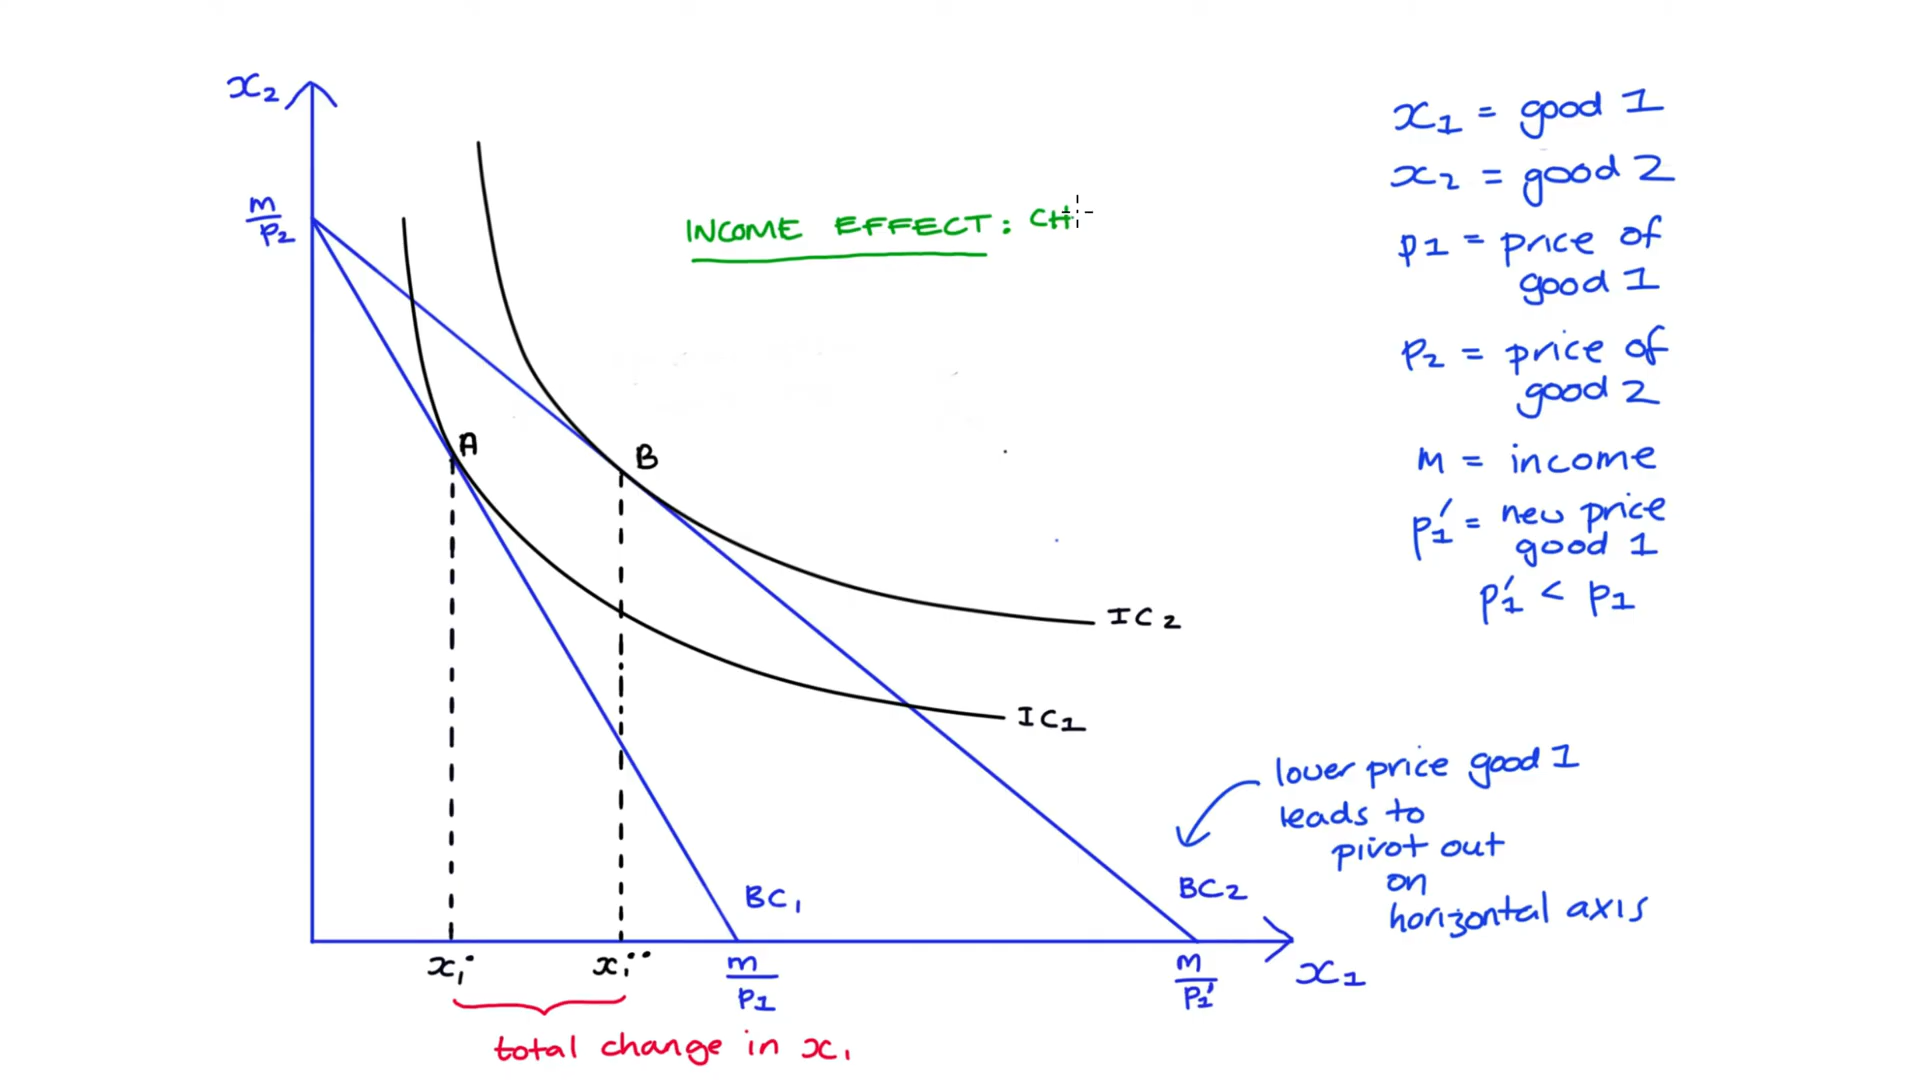 x2
m
p2
INCOME EFFECT: CH
A
B
IC2
IC1
BC1
BC2
x1·
x1··
m
p1
m
p1'
x1
total change in x1
x1 = good 1
x2 = good 2
p1 = price of
good 1
p2 = price of
good 2
m = income
p1' = new price
good 1
p1' < p1
lower price good 1
leads to
pivot out
on
horizontal axis